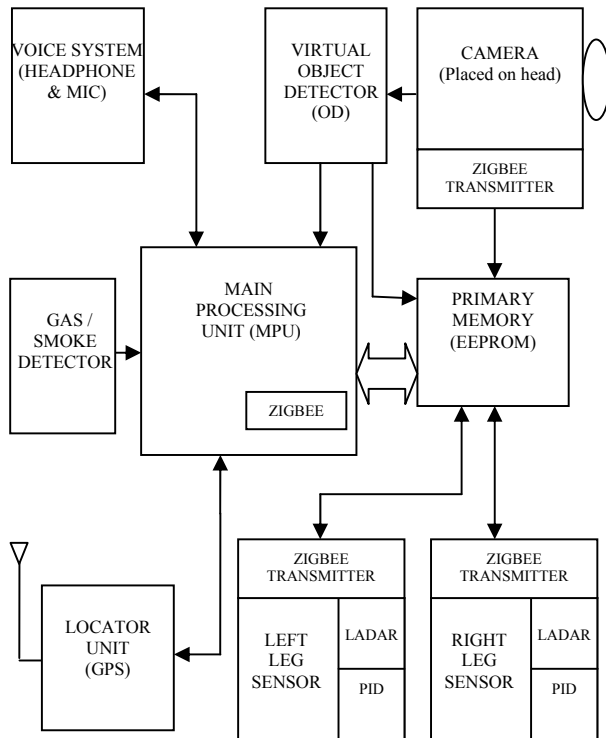 VOICE SYSTEM
(HEADPHONE
& MIC)
VIRTUAL
OBJECT
DETECTOR
(OD)
CAMERA
(Placed on head)
ZIGBEE
TRANSMITTER
GAS /
SMOKE
DETECTOR
MAIN
PROCESSING
UNIT (MPU)
ZIGBEE
PRIMARY
MEMORY
(EEPROM)
LOCATOR
UNIT
(GPS)
ZIGBEE
TRANSMITTER
LEFT
LEG
SENSOR
LADAR
PID
ZIGBEE
TRANSMITTER
RIGHT
LEG
SENSOR
LADAR
PID